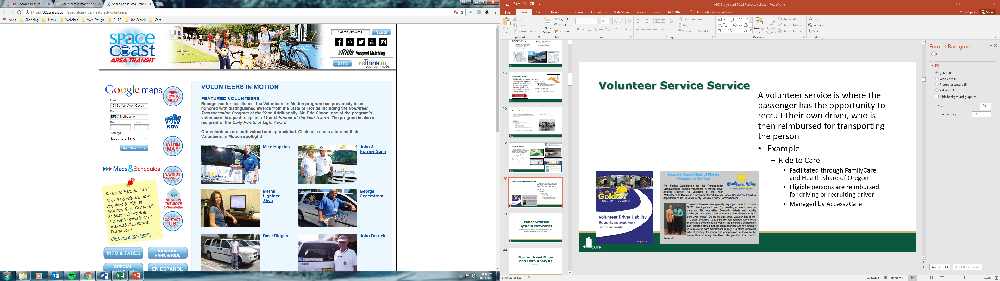 FDOT Search Results
volunteers in motion spa
Space Coast Area Transit
Mitch
https://321transit.com/special-services/featured-volunteers/
Apps
Shopping
News
Websites
Web Design
CUTR
Job Search
Cars
SPACE
COAST
AREA TRANSIT
Search keywords
Search
vRide Vanpool Matching
GTFS
reThink
your commute.
Google maps
Start
401 S. Varr Ave., Cocoa
End
EFSC Melbourne
Date Time
Plan by:
Departure Time
Get Directions
VIEW
HOW-TO
VIDEO
BUY
NOW
SYSTEM
MAP
Maps&Schedules
SAVINGS
CALCULATOR
NEWS ON
THE MOVE
E-Newsletter
CONTACT
US
Reduced Fare ID Cards
New ID cards are now
required to ride at
reduced fare. Get your's
at Space Coast Area
Transit terminals or at
designated Libraries.
Thank you!
Click here for details
INFO & FARES
VANPOOL
PARK & RIDE
SPECIAL
SERVICES
EN ESPANOL
VOLUNTEERS IN MOTION
FEATURED VOLUNTEERS
Recognized for excellence, the Volunteers in Motion program has previously been
honored with distinguished awards from the State of Florida including the Volunteer
Transportation Program of the Year. Additionally, Mr. Eric Simon, one of the program's
volunteers, is a past recipient of the Volunteer of the Year Award. The program is also a
recipient of the Daily Points of Light Award.
Our volunteers are both valued and appreciated. Click on a name a to read their
Volunteers In Motion spotlight!
Mike Hopkins
John &
Norrine Stem
Merrell
Lightner
Shye
George
Cederstrom
Dave Didgen
John Derrick
4:06 PM
9/27/2017
APD Storyboard 9.21.17 selected slides - PowerPoint
File
Home
Insert
Design
Transitions
Animations
Slide Show
Review
View
ACROBAT
Tell me what you want to do...
Mitch Spicer
Share
Paste
Cut
Copy
Format Painter
Clipboard
New
Slide
Layout
Reset
Section
Slides
26
Font
Text Direction
Align Text
Convert to SmartArt
Paragraph
Arrange
Quick
Styles
Shape Fill
Shape Outline
Shape Effects
Drawing
Find
Replace
Select
Editing
17
Coordinated System
18
19
Voucher Service
20
Volunteer Service Service
21
Transportation
System Networks
22
Martin: Need Maps
and Data Analysis
Volunteer Service Service
A volunteer service is where the
passenger has the opportunity to
recruit their own driver, who is
then reimbursed for transporting
the person
• Example
– Ride to Care
• Facilitated through FamilyCare
and Health Share of Oregon
• Eligible persons are reimbursed
for driving or recruiting driver
• Managed by Access2Care
Safety is
Golden
Safe Mobility for Life Coalition
Volunteer Driver Liability
Report: An Issue, Not a
Barrier in Florida
May 2015
Leacock Named State of Florida
Volunteer of the Year
Volunteers in Motion
"We Serve Because We Care"
The Florida Commission for the Transportation
Disadvantaged named Volunteers In Motion driver
Joseph Leacock as Volunteer of the Year.
Volunteers In Motion is a program offered through Space Coast Area Transit, a
department of the Brevard County Board of County Commissioners.
Trained volunteers use specially equipped vans to provide
5,200 client trips each year. By providing access to medical
care and life necessities, Brevard's elderly and mobility
challenged are given the opportunity to live independently in
their own homes. During the past year, Leacock has driven
110 days, providing 1,320 trips. He has donated 1,449 hours
of service during the past 5 years. The program's coordinator,
Lori Hamilton, stated that Joseph recognizes just how difficult it
is to be cut off from mainstream society. "He offers invaluable
gifts of mobility, friendship and compassion. in doing so, he
exemplifies the adage that those who give the most, receive
the most."
CUTR
Format Background
Fill
Solid fill
Gradient fill
Picture or texture fill
Pattern fill
Hide background graphics
Color
Transparency
0%
Apply to All
Reset Background
Slide 20 of 119
Notes
Comments
102%